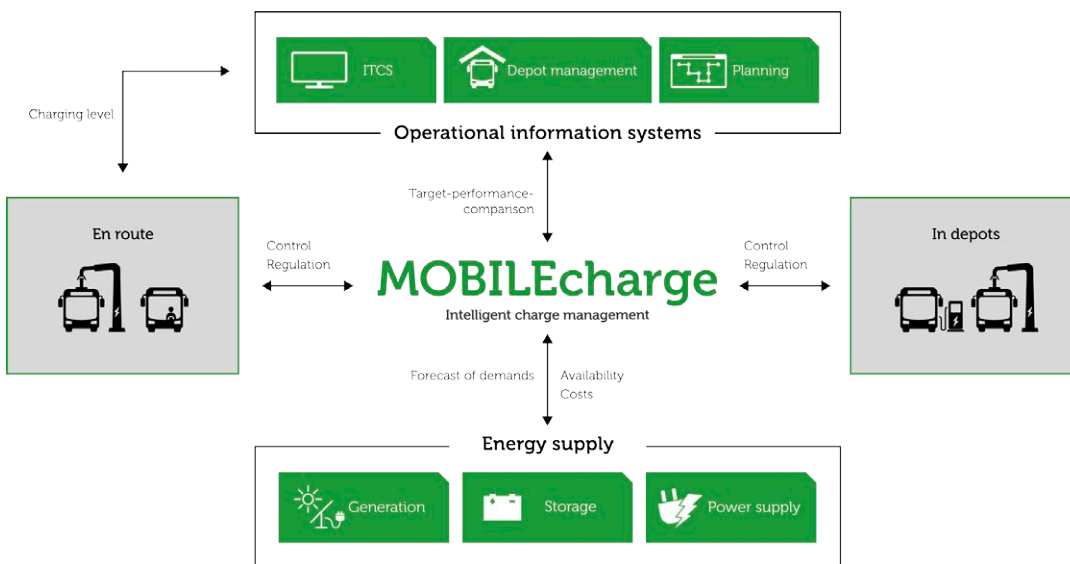 ITCS
Depot management
Planning
Operational information systems
Charging level
Target-performance-
comparison
En route
Control
Regulation
MOBILEcharge
Intelligent charge management
Control
Regulation
In depots
Forecast of demands
Availability
Costs
Energy supply
Generation
Storage
Power supply